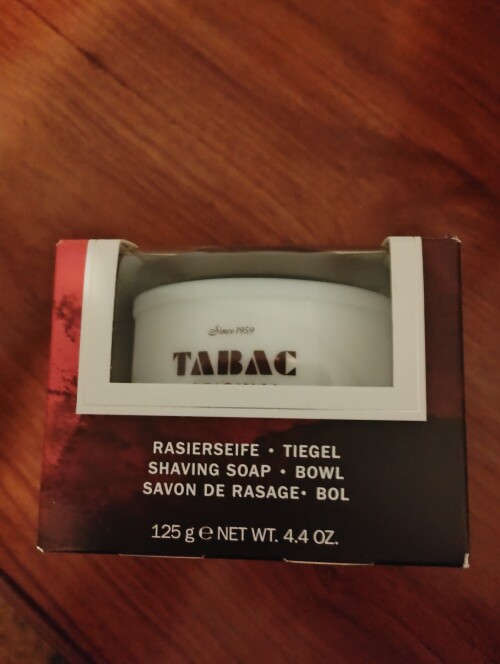 Since 1959
TABAC
RASIERSEIFE • TIEGEL
SHAVING SOAP • BOWL
SAVON DE RASAGE• BOL
125 g ℮ NET WT. 4.4 OZ.